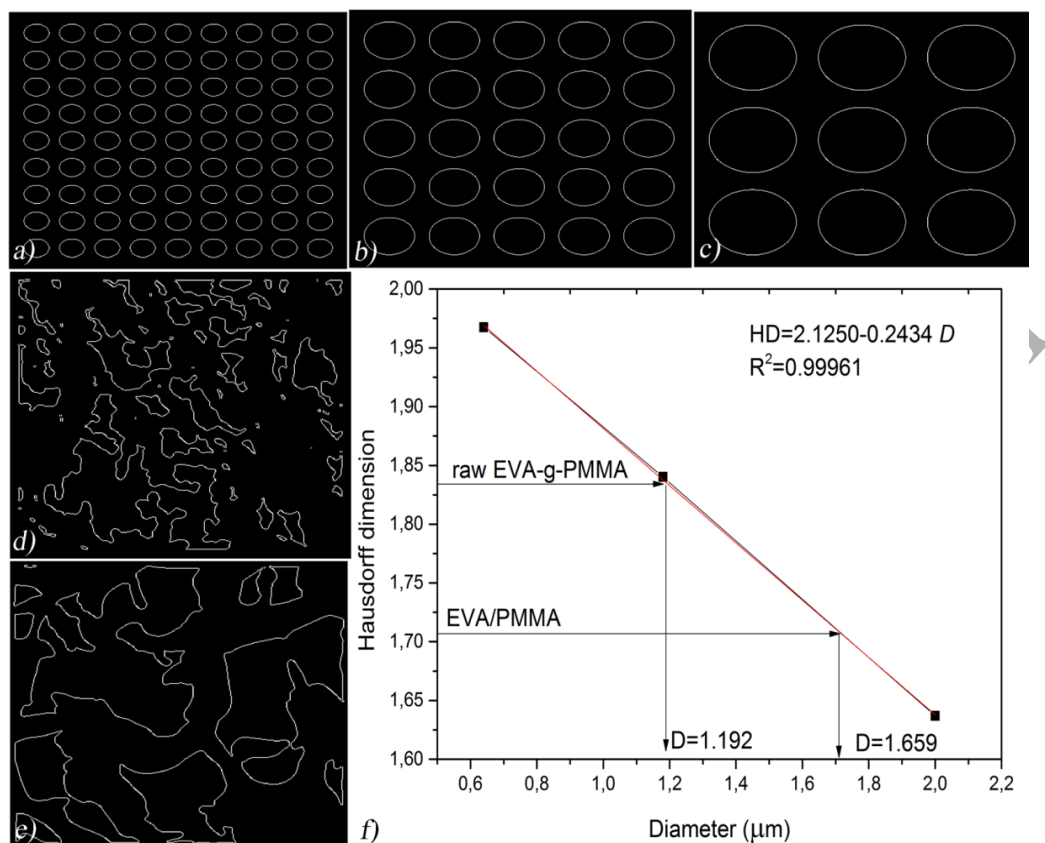 a)
b)
c)
d)
e)
2,00
1,95
1,90
1,85
1,80
1,75
1,70
1,65
1,60
Hausdorff dimension
HD=2.1250-0.2434 D
R²=0.99961
raw EVA-g-PMMA
EVA/PMMA
D=1.192
D=1.659
0,6
0,8
1,0
1,2
1,4
1,6
1,8
2,0
2,2
f)
Diameter (μm)